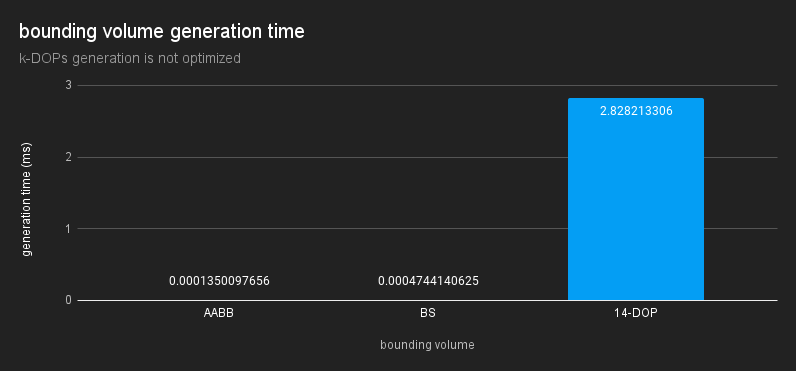 bounding volume generation time
k-DOPs generation is not optimized
generation time (ms)
3
2
1
0
2.828213306
0.0001350097656
0.0004744140625
AABB
BS
14-DOP
bounding volume